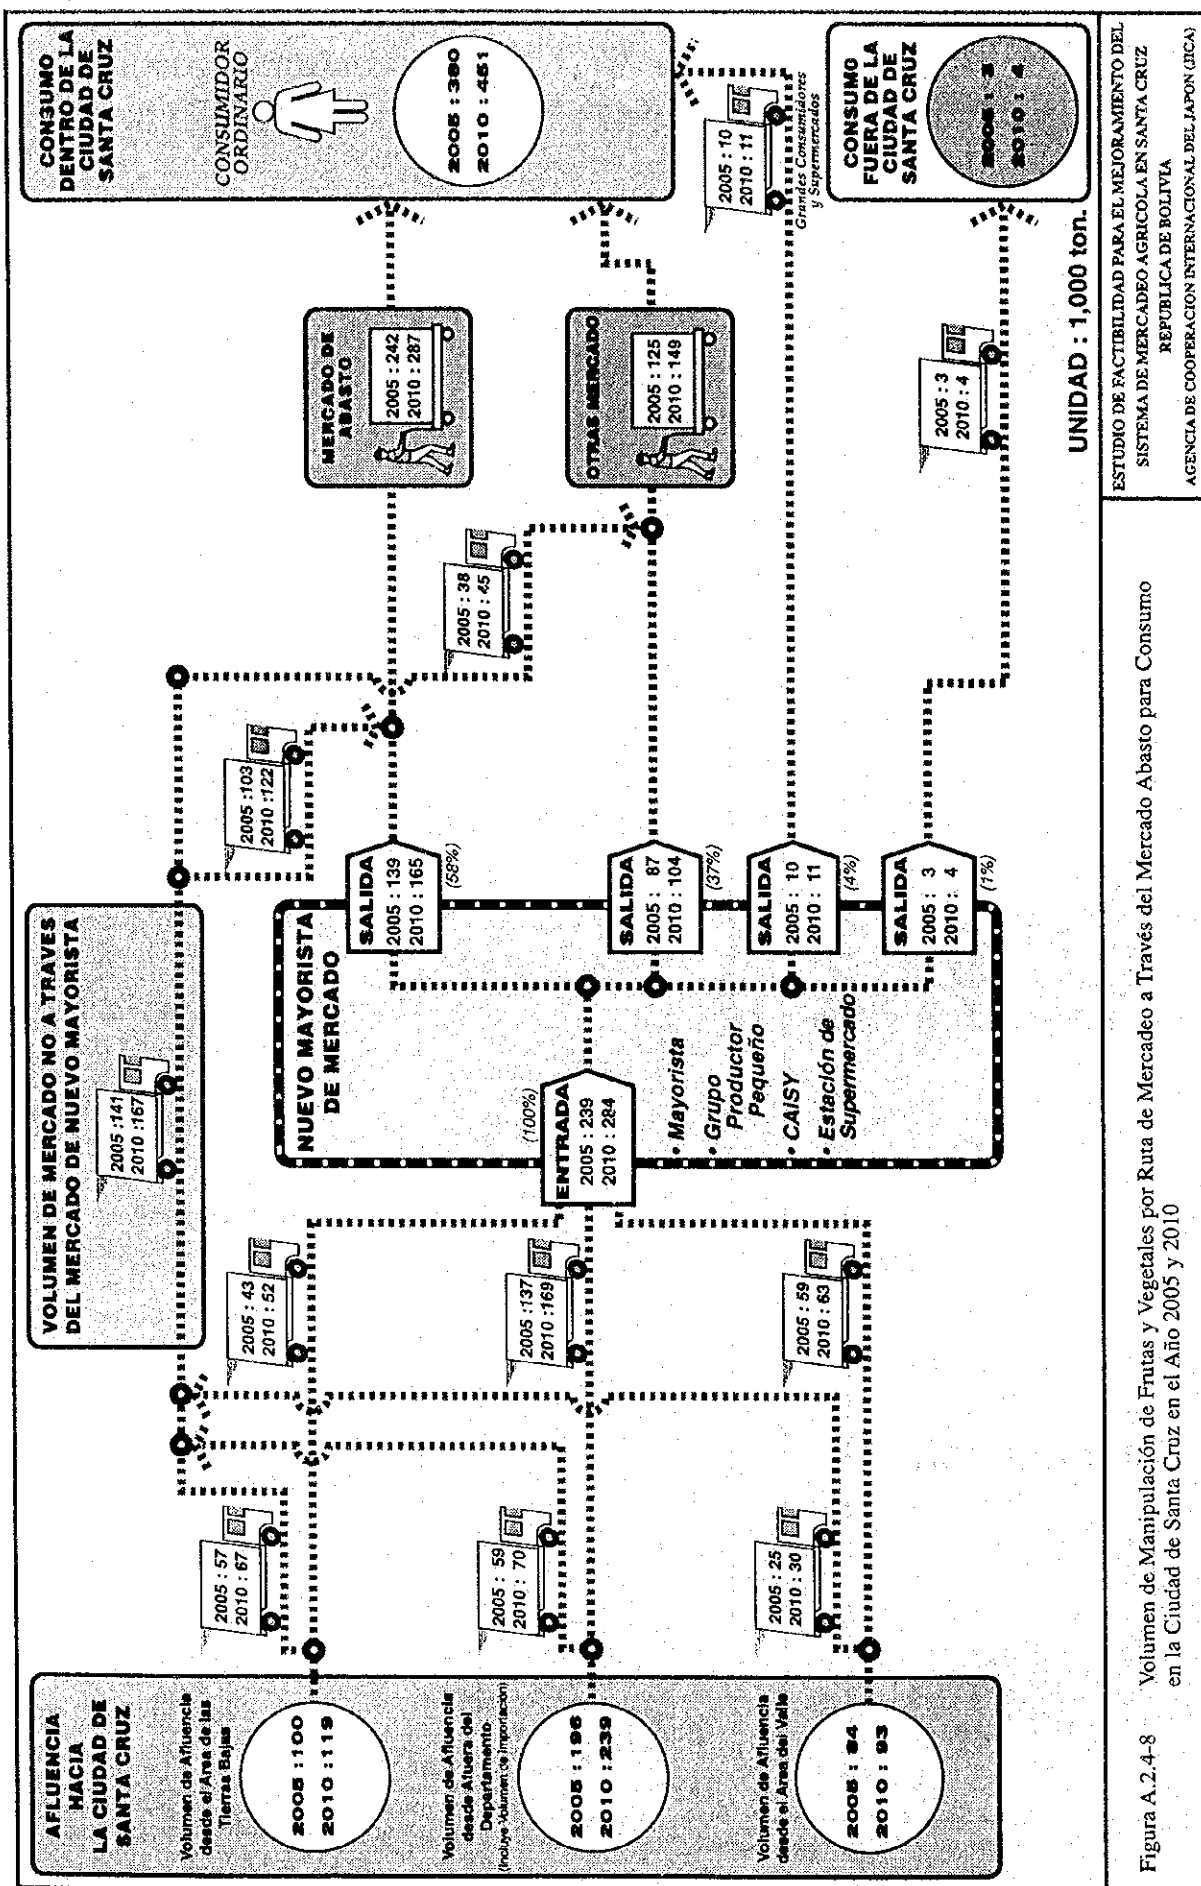 AFLUENCIA
HACIA
LA CIUDAD DE
SANTA CRUZ
Volumen de Afluencia
desde el Area de las
Tierras Bajas
2005 : 100
2010 : 119
Volumen de Afluencia
desde Afuera del
Departamento
(Incluye Volumen de Importación)
2005 : 196
2010 : 239
Volumen de Afluencia
desde el Area del Valle
2005 : 84
2010 : 93
2005 : 57
2010 : 67
2005 : 59
2010 : 70
2005 : 25
2010 : 30
2005 : 43
2010 : 52
2005 : 137
2010 : 169
2005 : 59
2010 : 63
VOLUMEN DE MERCADO NO A TRAVES
DEL MERCADO DE NUEVO MAYORISTA
2005 : 141
2010 : 167
NUEVO MAYORISTA
DE MERCADO
(100%)
ENTRADA
2005 : 239
2010 : 284
• Mayorista
• Grupo
Productor
Pequeño
• CAISY
• Estación de
Supermercado
SALIDA
2005 : 139
2010 : 165
(58%)
SALIDA
2005 : 87
2010 : 104
(37%)
SALIDA
2005 : 10
2010 : 11
(4%)
SALIDA
2005 : 3
2010 : 4
(1%)
2005 : 103
2010 : 122
2005 : 38
2010 : 45
MERCADO DE
ABASTO
2005 : 242
2010 : 287
OTRAS MERCADO
2005 : 125
2010 : 149
2005 : 3
2010 : 4
2005 : 10
2010 : 11
Grandes Consumidores
y Supermercados
CONSUMO
DENTRO DE LA
CIUDAD DE
SANTA CRUZ
CONSUMIDOR
ORDINARIO
2005 : 380
2010 : 451
CONSUMO
FUERA DE LA
CIUDAD DE
SANTA CRUZ
2005 : 3
2010 : 4
UNIDAD : 1,000 ton.
Figura A.2.4-8 Volumen de Manipulación de Frutas y Vegetales por Ruta de Mercadeo a Través del Mercado Abasto para Consumo
en la Ciudad de Santa Cruz en el Año 2005 y 2010
ESTUDIO DE FACTIBILIDAD PARA EL MEJORAMIENTO DEL
SISTEMA DE MERCADEO AGRICOLA EN SANTA CRUZ
REPUBLICA DE BOLIVIA
AGENCIA DE COOPERACION INTERNACIONAL DEL JAPON (JICA)